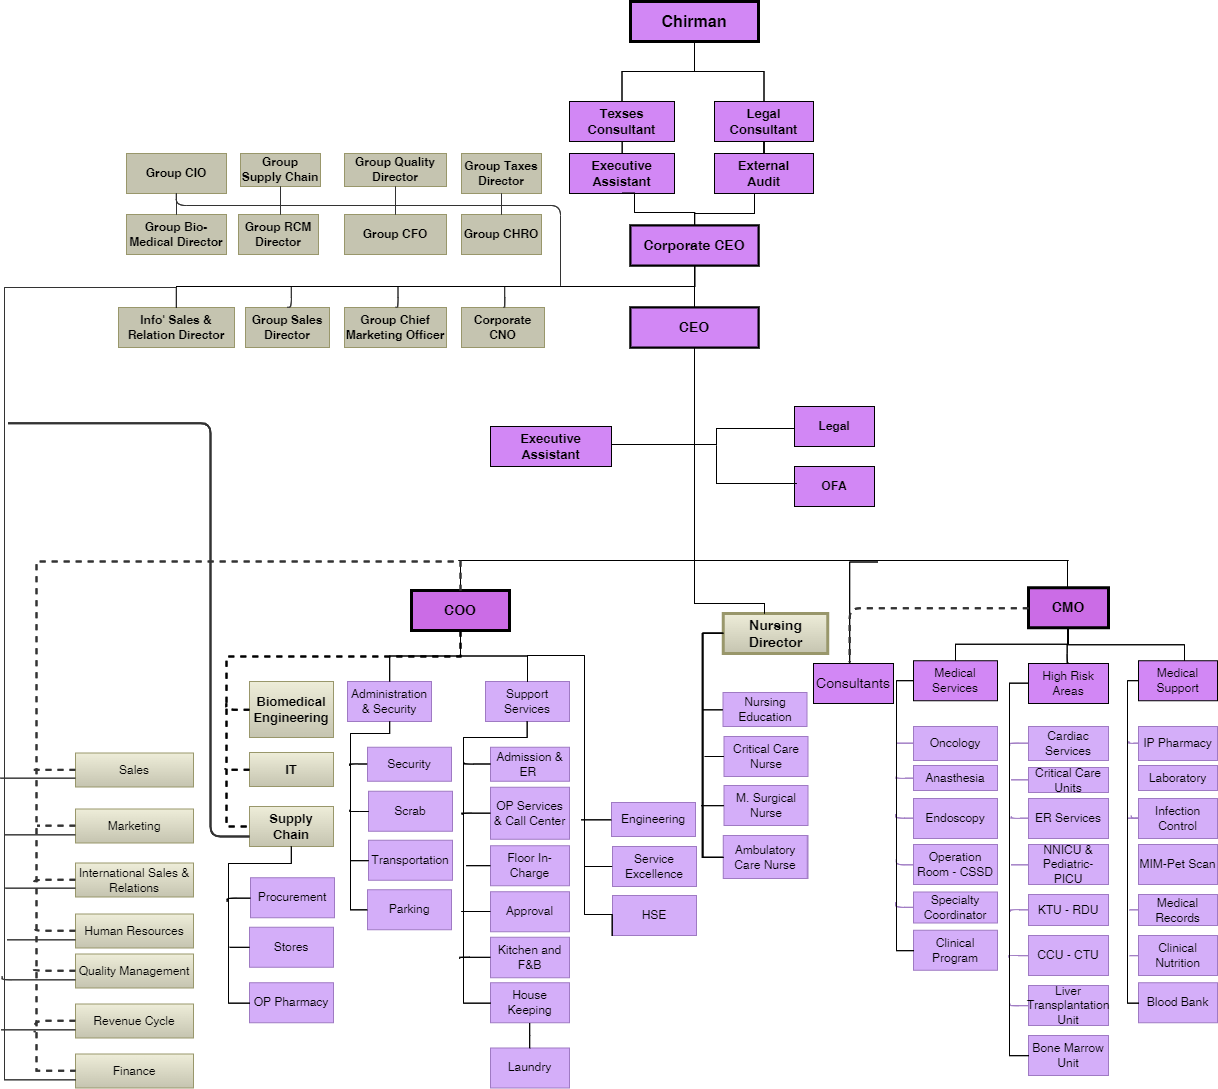 Chirman
Texses
Consultant
Legal
Consultant
Executive
Assistant
External
Audit
Group CIO
Group
Supply Chain
Group Quality
Director
Group Taxes
Director
Group Bio-
Medical Director
Group RCM
Director
Group CFO
Group CHRO
Corporate CEO
Info' Sales &
Relation Director
Group Sales
Director
Group Chief
Marketing Officer
Corporate
CNO
CEO
Executive
Assistant
Legal
OFA
COO
CMO
Nursing
Director
Biomedical
Engineering
IT
Supply
Chain
Procurement
Stores
OP Pharmacy
Sales
Marketing
International Sales &
Relations
Human Resources
Quality Management
Revenue Cycle
Finance
Administration
& Security
Security
Scrab
Transportation
Parking
Support
Services
Admission &
ER
OP Services
& Call Center
Floor In-
Charge
Approval
Kitchen and
F&B
House
Keeping
Laundry
Engineering
Service
Excellence
HSE
Nursing
Education
Critical Care
Nurse
M. Surgical
Nurse
Ambulatory
Care Nurse
Consultants
Medical
Services
Oncology
Anasthesia
Endoscopy
Operation
Room - CSSD
Specialty
Coordinator
Clinical
Program
High Risk
Areas
Cardiac
Services
Critical Care
Units
ER Services
NNICU &
Pediatric-
PICU
KTU - RDU
CCU - CTU
Liver
Transplantation
Unit
Bone Marrow
Unit
Medical
Support
IP Pharmacy
Laboratory
Infection
Control
MIM-Pet Scan
Medical
Records
Clinical
Nutrition
Blood Bank